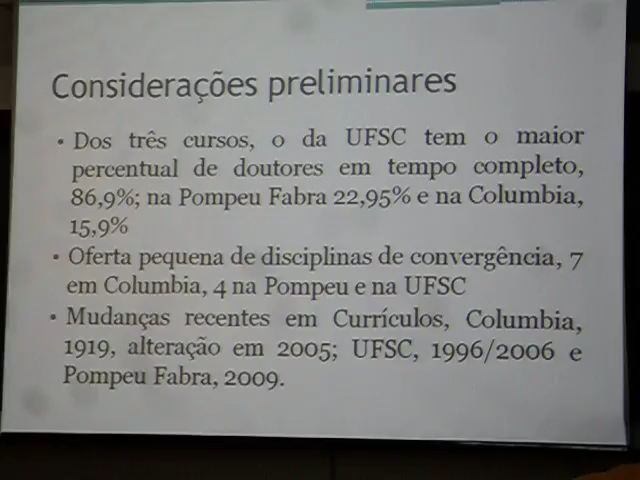 Considerações preliminares
• Dos três cursos, o da UFSC tem o maior
percentual de doutores em tempo completo,
86,9%; na Pompeu Fabra 22,95% e na Columbia,
15,9%
• Oferta pequena de disciplinas de convergência, 7
em Columbia, 4 na Pompeu e na UFSC
• Mudanças recentes em Currículos, Columbia,
1919, alteração em 2005; UFSC, 1996/2006 e
Pompeu Fabra, 2009.